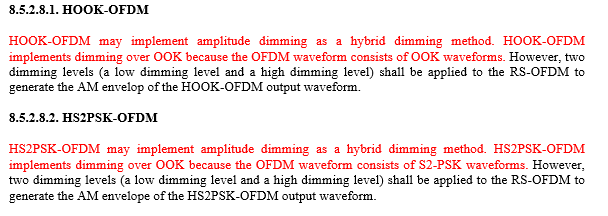 8.5.2.8.1. HOOK-OFDM
HOOK-OFDM may implement amplitude dimming as a hybrid dimming method. HOOK-OFDM
implements dimming over OOK because the OFDM waveform consists of OOK waveforms. However, two
dimming levels (a low dimming level and a high dimming level) shall be applied to the RS-OFDM to
generate the AM envelop of the HOOK-OFDM output waveform.
8.5.2.8.2. HS2PSK-OFDM
HS2PSK-OFDM may implement amplitude dimming as a hybrid dimming method. HS2PSK-OFDM
implements dimming over OOK because the OFDM waveform consists of S2-PSK waveforms. However,
two dimming levels (a low dimming level and a high dimming level) shall be applied to the RS-OFDM to
generate the AM envelope of the HS2PSK-OFDM output waveform.